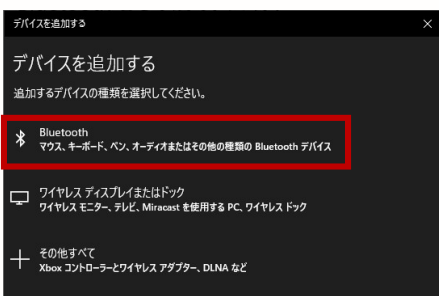 デバイスを追加する
デバイスを追加する
追加するデバイスの種類を選択してください。
Bluetooth
マウス、キーボード、ペン、オーディオまたはその他の種類の Bluetooth デバイス
ワイヤレス ディスプレイまたはドック
ワイヤレス モニター、テレビ、Miracast を使用する PC、ワイヤレス ドック
その他すべて
Xbox コントローラーとワイヤレス アダプター、DLNA など